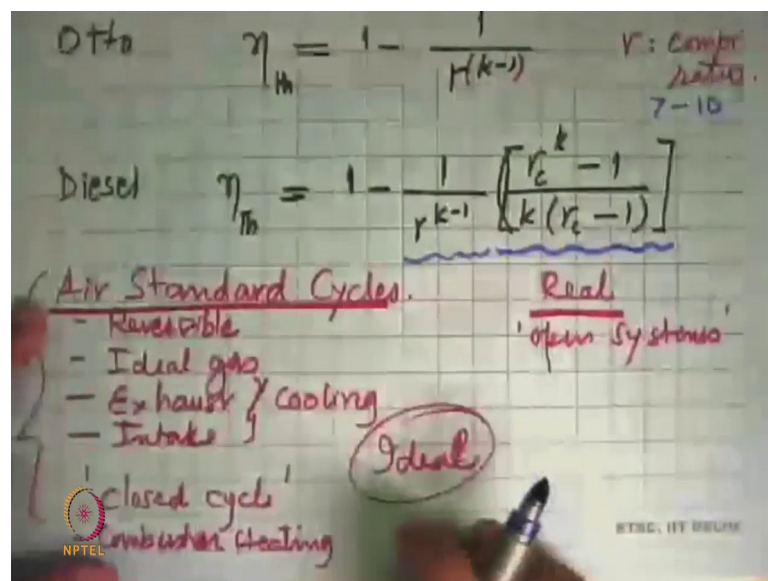 Otto η_th = 1 - 1/r^(k-1) r : compr ratio.
7-10
Diesel η_Th = 1 - 1/r^(k-1) [r_c^k - 1 / k(r_c - 1)]
Air Standard Cycles. Real
- Reversible 'open systems'
- Ideal gas
- Exhaust } cooling
- Intake
Ideal
'closed cycle'
- Combustion heating
NPTEL
ETSC, IIT DELHI